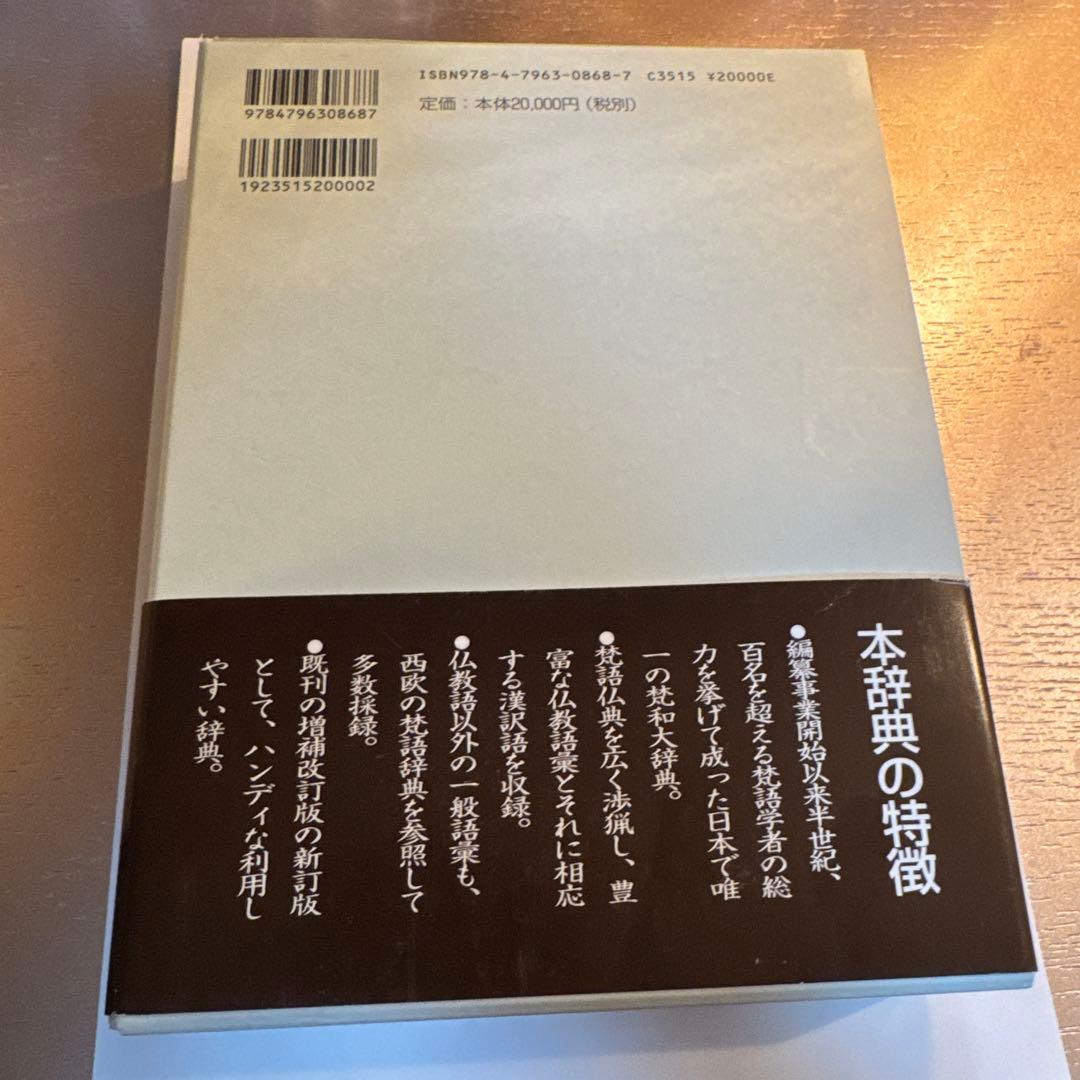 ISBN978-4-7963-0868-7 C3515 ¥20000E
定価：本体20,000円（税別）
9784796308687
1923515200002
本辞典の特徴
●編纂事業開始以来半世紀、
百名を超える梵語学者の総
力を挙げて成った日本で唯
一の梵和大辞典。
●梵語仏典を広く渉猟し、豊
富な仏教語彙とそれに相応
する漢訳語を収録。
●仏教語以外の一般語彙も、
西欧の梵語辞典を参照して
多数採録。
●既刊の増補改訂版の新訂版
として、ハンディな利用し
やすい辞典。